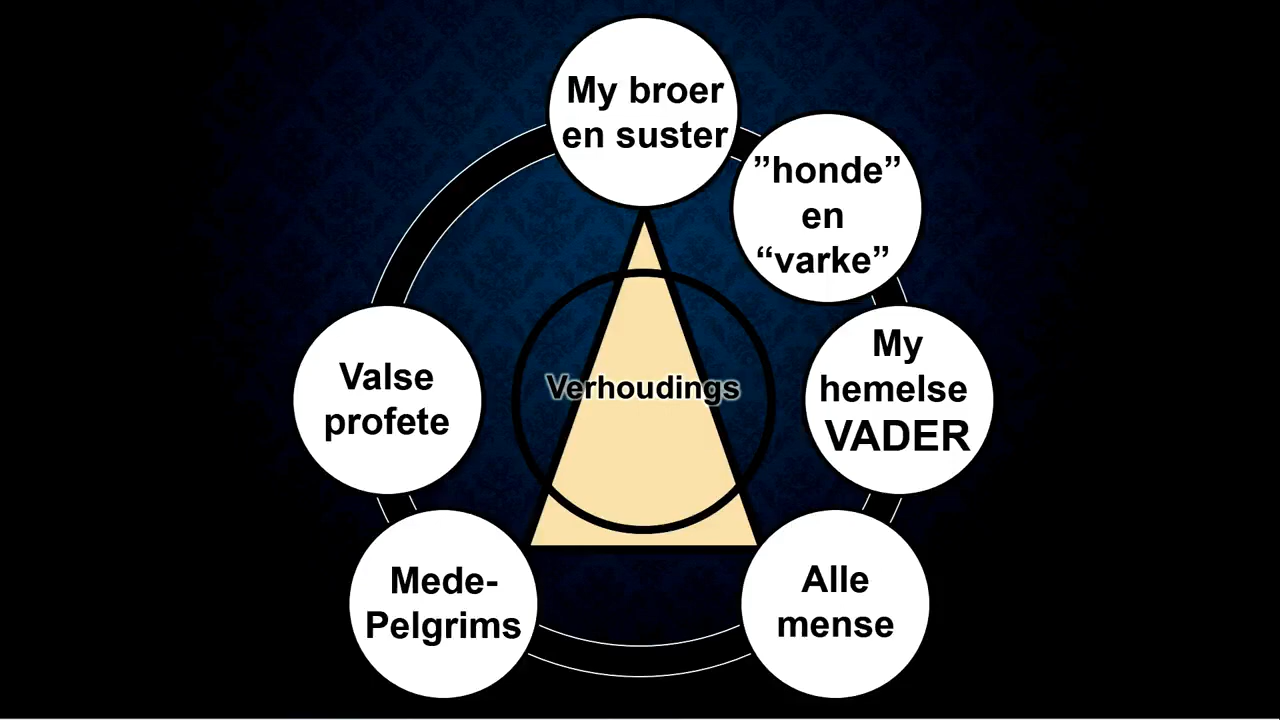 My broer
en suster
”honde”
en
“varke”
My
hemelse
VADER
Alle
mense
Mede-
Pelgrims
Valse
profete
Verhoudings